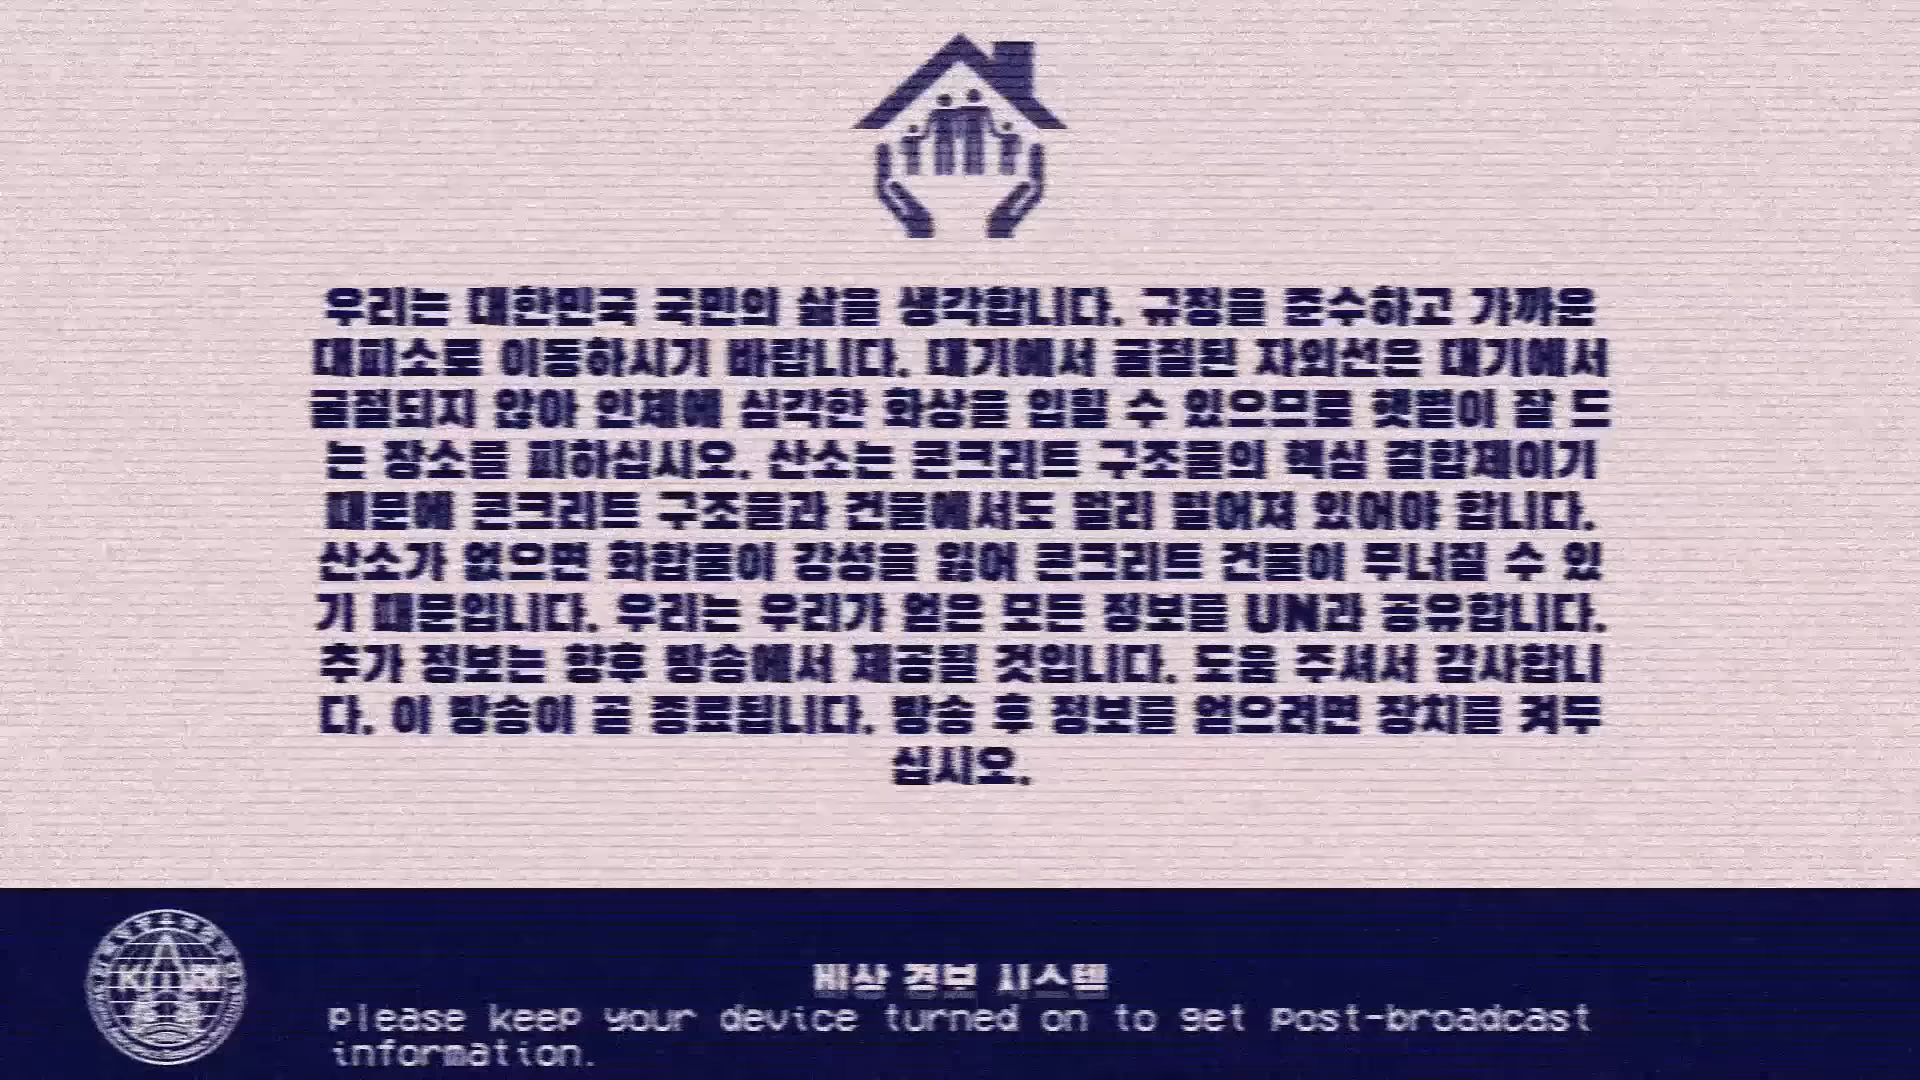 우리는 대한민국 국민의 삶을 생각합니다. 규정을 준수하고 가까운
대피소로 이동하시기 바랍니다. 대기에서 굴절된 자외선은 대기에서
굴절되지 않아 인체에 심각한 화상을 입힐 수 있으므로 햇볕이 잘 드
는 장소를 피하십시오. 산소는 콘크리트 구조물의 핵심 결합제이기
때문에 콘크리트 구조물과 건물에서도 멀리 떨어져 있어야 합니다.
산소가 없으면 화합물이 강성을 잃어 콘크리트 건물이 무너질 수 있
기 때문입니다. 우리는 우리가 얻은 모든 정보를 UN과 공유합니다.
추가 정보는 향후 방송에서 제공될 것입니다. 도움 주셔서 감사합니
다. 이 방송이 곧 종료됩니다. 방송 후 정보를 얻으려면 장치를 켜두
십시오.
비상 경보 시스템
please keep your device turned on to get post-broadcast
information.